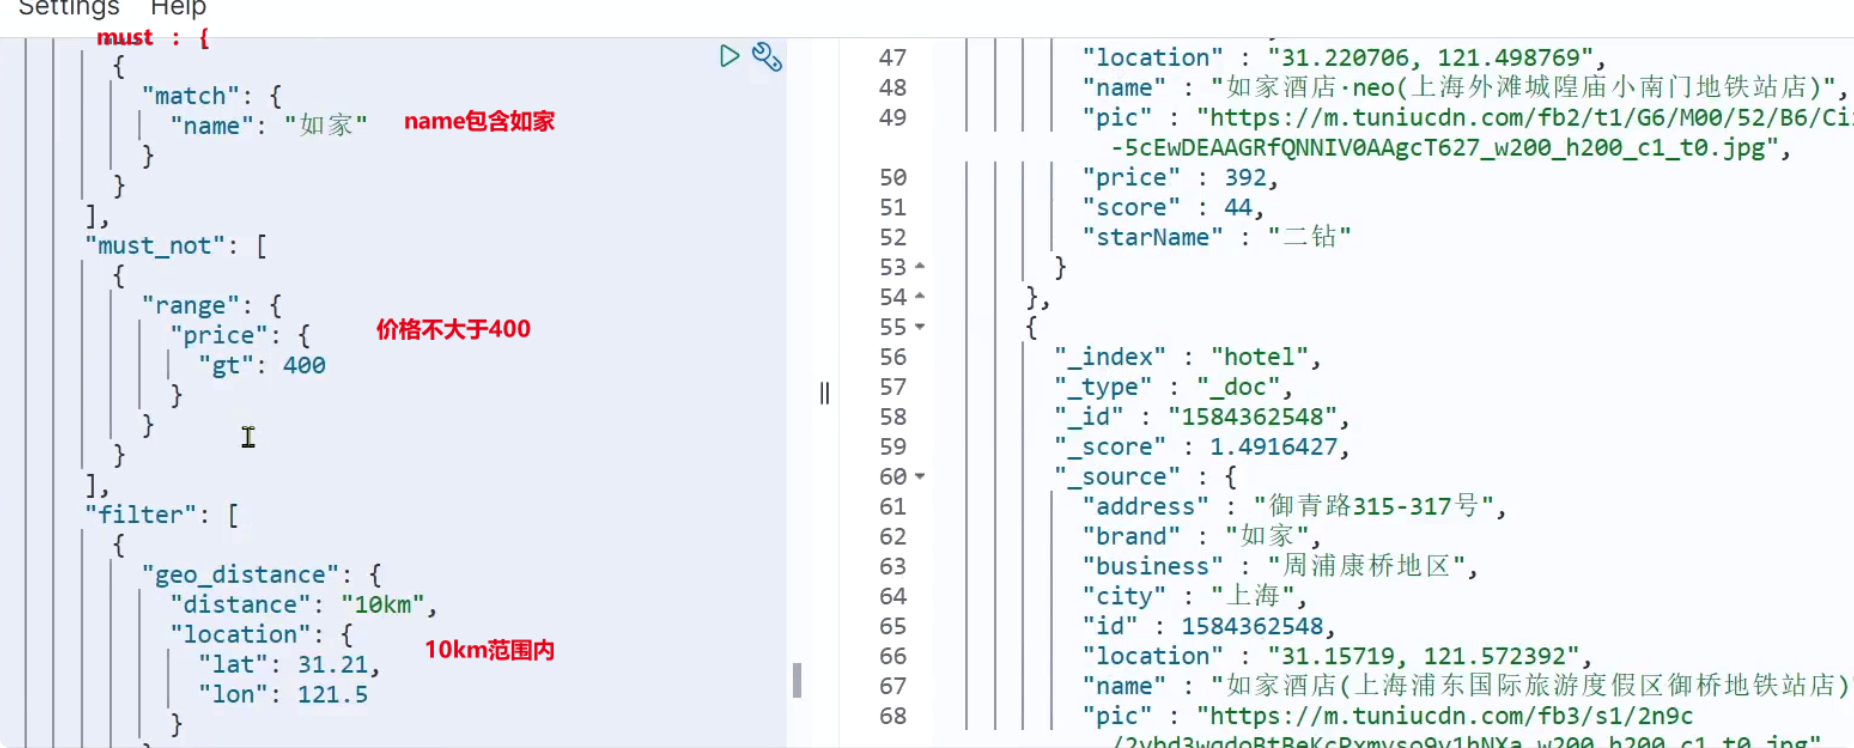 Settings Help
must : {
{
"match": {
"name": "如家" name包含如家
}
}
],
"must_not": [
{
"range": {
"price": { 价格不大于400
"gt": 400
}
}
}
],
"filter": [
{
"geo_distance": {
"distance": "10km",
"location": { 10km范围内
"lat": 31.21,
"lon": 121.5
}
47 "location" : "31.220706, 121.498769",
48 "name" : "如家酒店·neo(上海外滩城隍庙小南门地铁站店)",
49 "pic" : "https://m.tuniucdn.com/fb2/t1/G6/M00/52/B6/Ci
-5cEwDEAAGRfQNNIV0AAgcT627_w200_h200_c1_t0.jpg",
50 "price" : 392,
51 "score" : 44,
52 "starName" : "二钻"
53 }
54 },
55 {
56 "_index" : "hotel",
57 "_type" : "_doc",
58 "_id" : "1584362548",
59 "_score" : 1.4916427,
60 "_source" : {
61 "address" : "御青路315-317号",
62 "brand" : "如家",
63 "business" : "周浦康桥地区",
64 "city" : "上海",
65 "id" : 1584362548,
66 "location" : "31.15719, 121.572392",
67 "name" : "如家酒店(上海浦东国际旅游度假区御桥地铁站店)"
68 "pic" : "https://m.tuniucdn.com/fb3/s1/2n9c